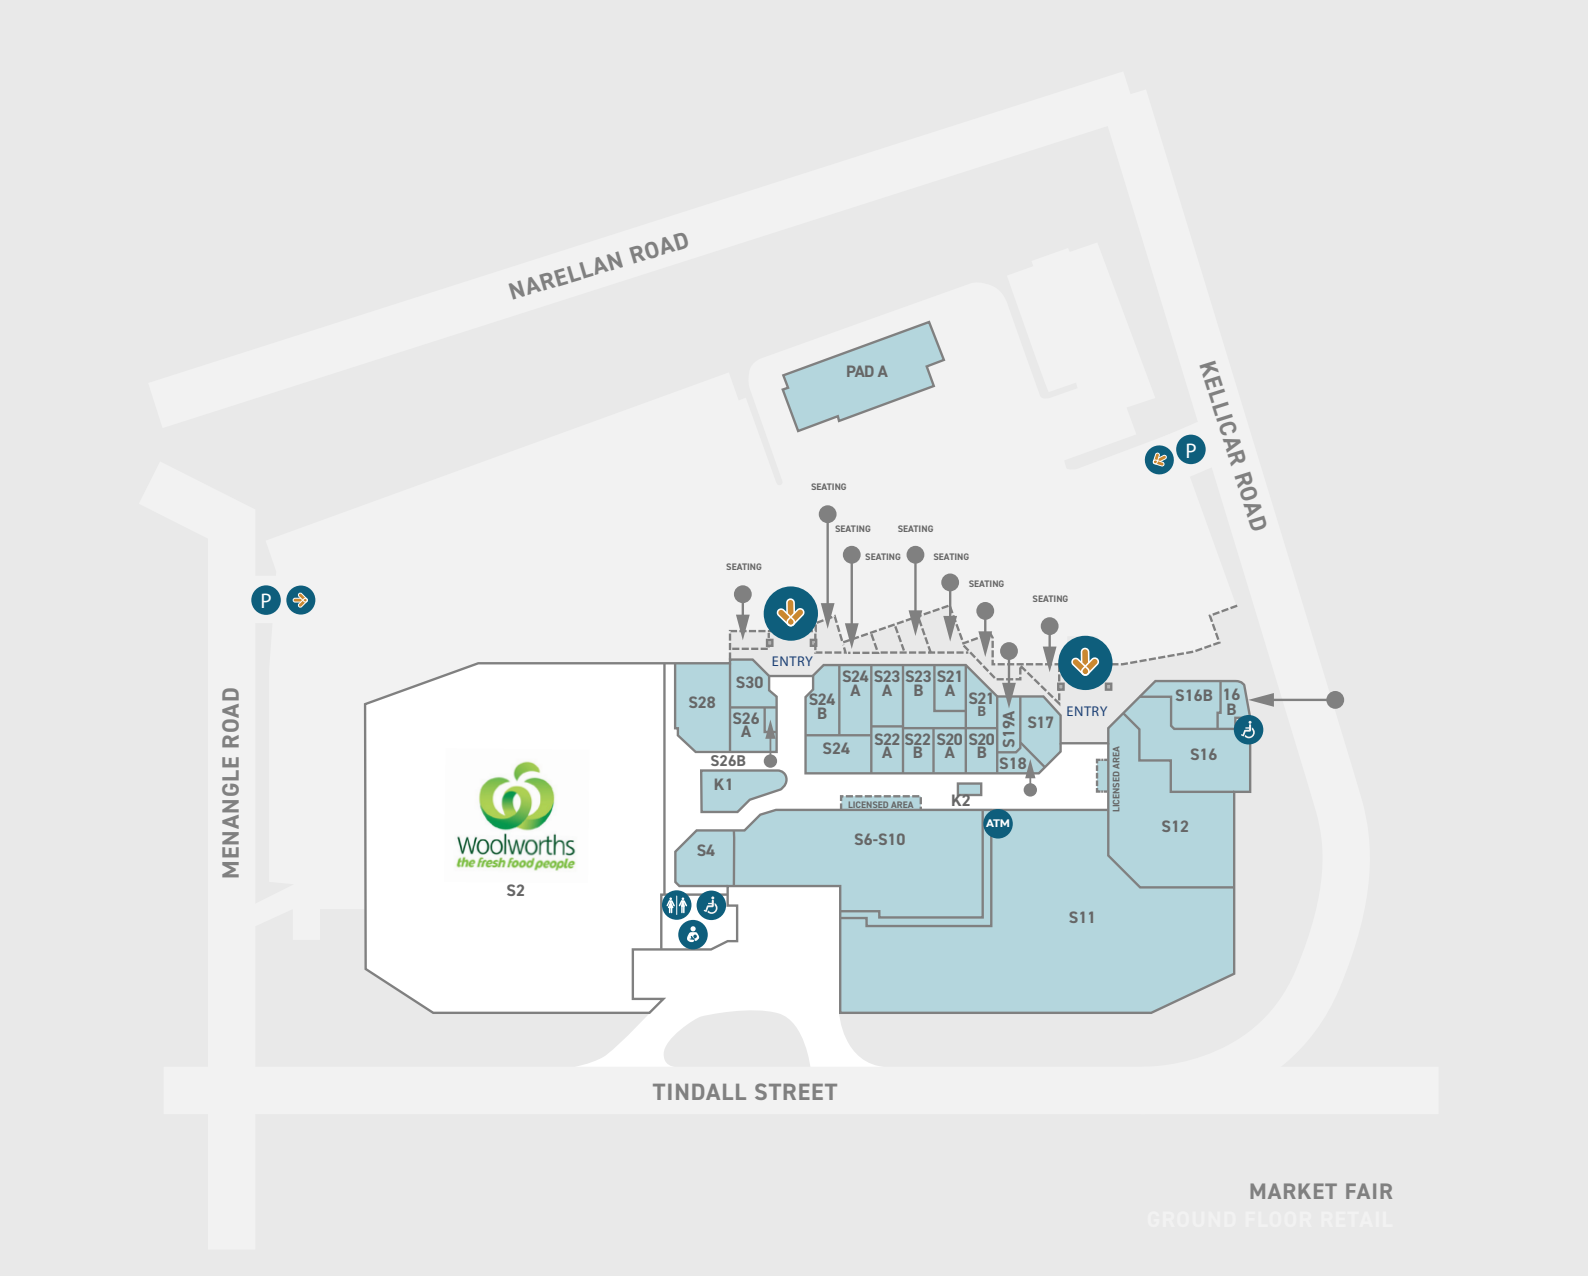 NARELLAN ROAD
KELLICAR ROAD
MENANGLE ROAD
TINDALL STREET
PAD A
P
P
SEATING
SEATING
SEATING
SEATING
SEATING
SEATING
SEATING
SEATING
ENTRY
ENTRY
S28
S30
S26
A
S26B
K1
S24
B
S24
A
S23
A
S23
B
S21
A
S21
B
S24
S22
A
S22
B
S20
A
S20
B
S19A
S17
S18
K2
LICENSED AREA
LICENSED AREA
S16B
16
B
S16
S12
ATM
S6-S10
S4
S11
Woolworths
the fresh food people
S2
MARKET FAIR
GROUND FLOOR RETAIL